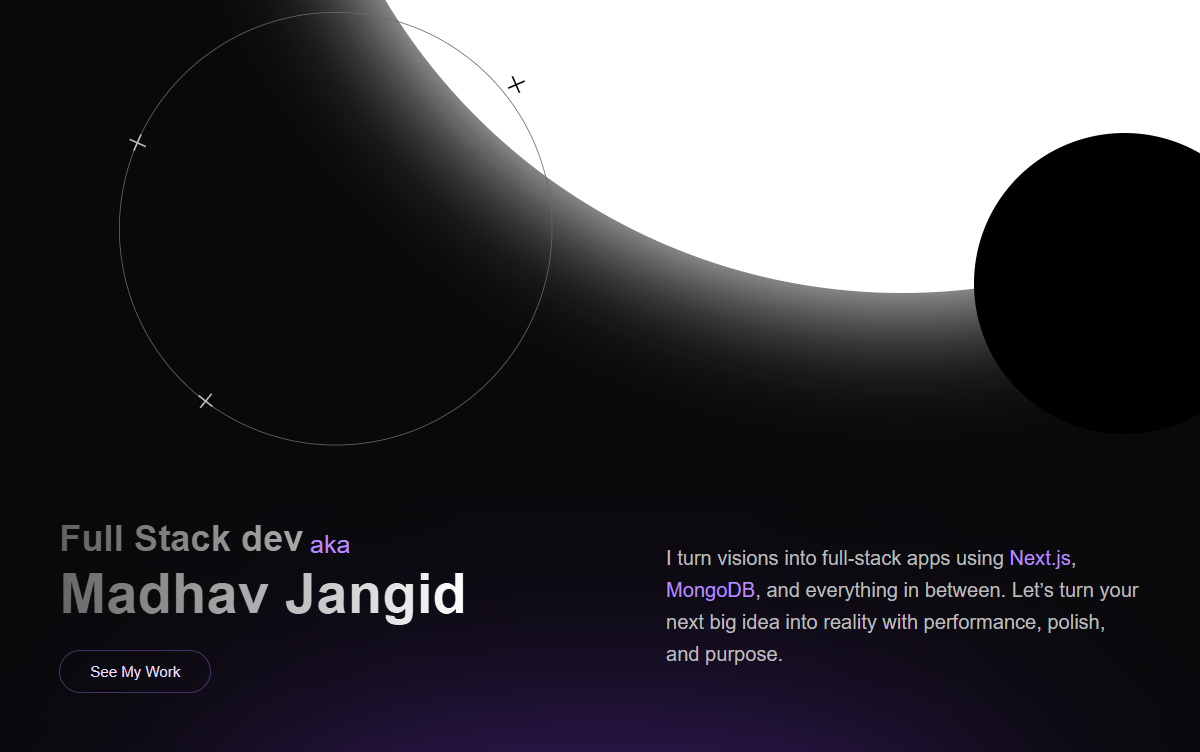 Full Stack dev aka
Madhav Jangid
See My Work
I turn visions into full-stack apps using Next.js,
MongoDB, and everything in between. Let’s turn your
next big idea into reality with performance, polish,
and purpose.